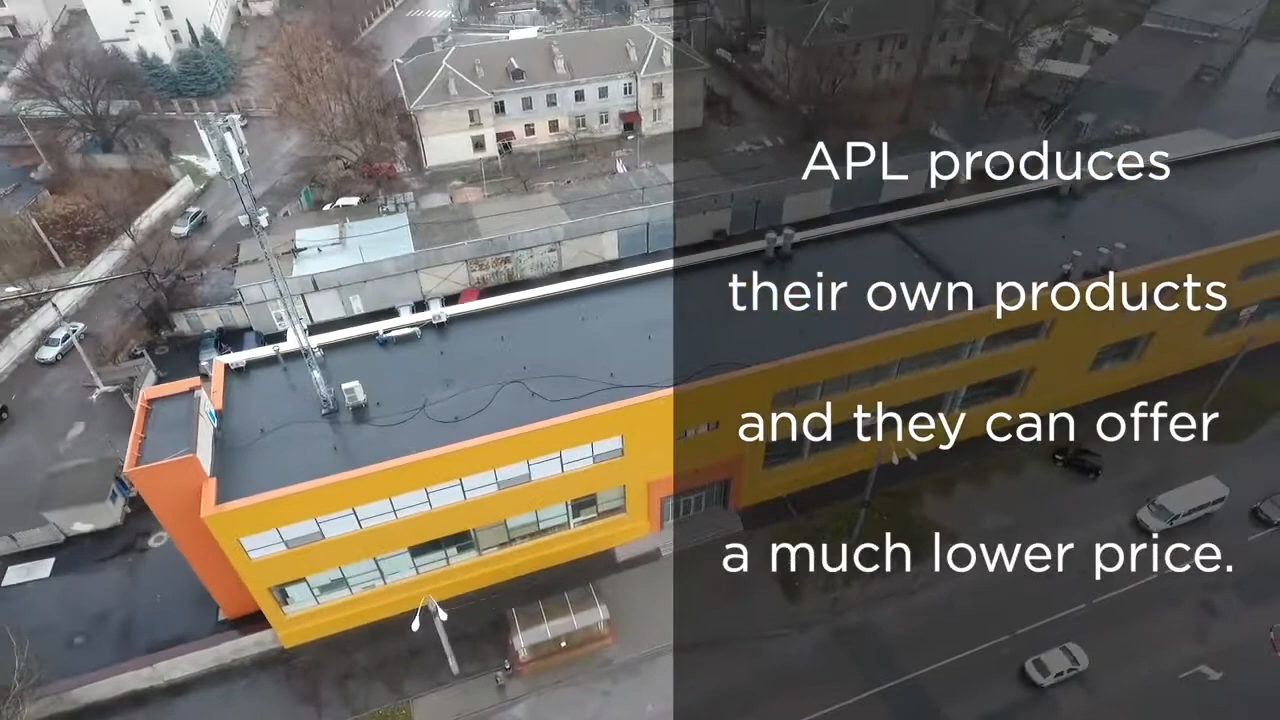 APL produces
their own products
and they can offer
a much lower price.